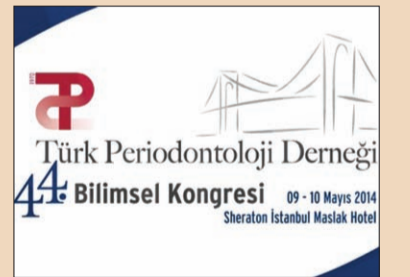 Türk Periodontoloji Derneği
44. Bilimsel Kongresi
09 - 10 Mayıs 2014
Sheraton İstanbul Maslak Hotel